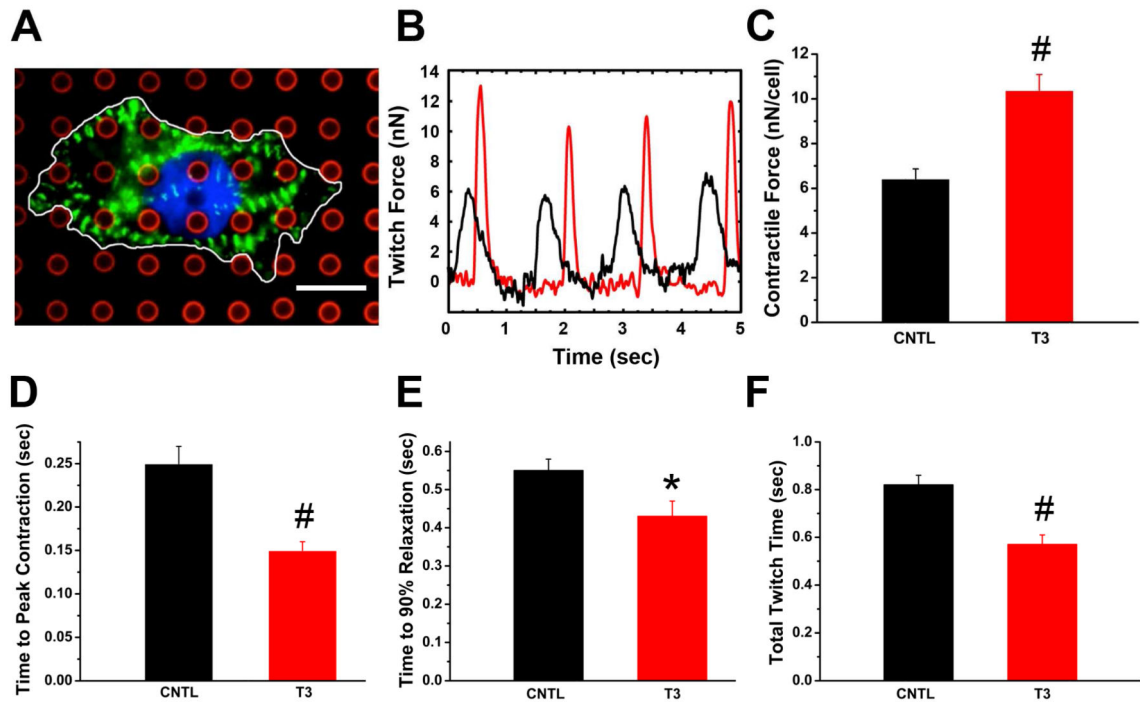 A
B
C
Twitch Force (nN)
14
12
10
8
6
4
2
0
0 1 2 3 4 5
Time (sec)
Contractile Force (nN/cell)
12
10
8
6
4
2
0
#
CNTL T3
D
E
F
Time to Peak Contraction (sec)
0.25
0.20
0.15
0.10
0.05
0.00
#
CNTL T3
Time to 90% Relaxation (sec)
0.6
0.5
0.4
0.3
0.2
0.1
0.0
*
CNTL T3
Total Twitch Time (sec)
1.0
0.8
0.6
0.4
0.2
0.0
#
CNTL T3